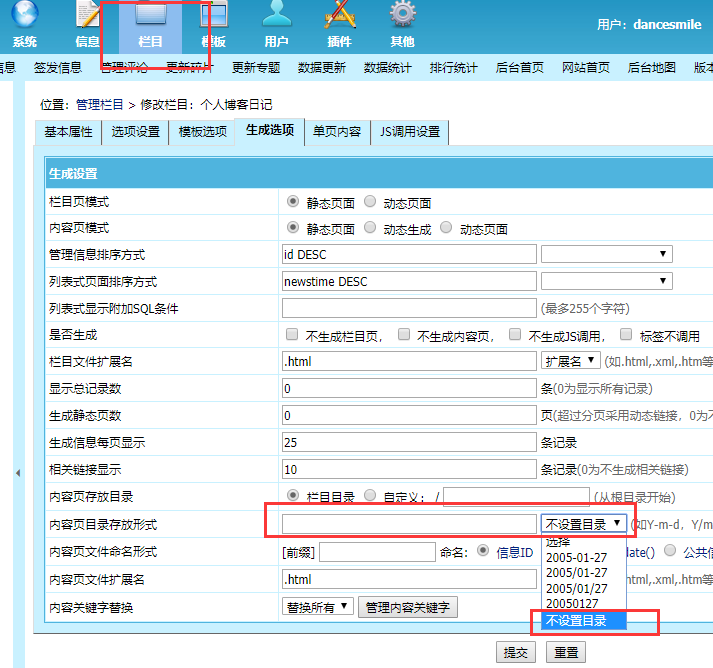 用户：dancesmile
系统 信息 栏目 模板 用户 插件 其他
信息 签发信息 管理评论 更新碎片 更新专题 数据更新 数据统计 排行统计 后台首页 网站首页 后台地图 版本
位置：管理栏目 > 修改栏目：个人博客日记
基本属性 选项设置 模板选项 生成选项 单页内容 JS调用设置
生成设置
栏目页模式 静态页面 动态页面
内容页模式 静态页面 动态生成 动态页面
管理信息排序方式 id DESC
列表式页面排序方式 newstime DESC
列表式显示附加SQL条件 (最多255个字符)
是否生成 不生成栏目页， 不生成内容页， 不生成JS调用， 标签不调用
栏目文件扩展名 .html 扩展名 (如.html,.xml,.htm等
显示总记录数 0 条(0为显示所有记录)
生成静态页数 0 页(超过分页采用动态链接，0为不
生成信息每页显示 25 条记录
相关链接显示 10 条记录(0为不生成相关链接)
内容页存放目录 栏目目录 自定义： / (从根目录开始)
内容页目录存放形式 不设置目录 (如Y-m-d，Y/m
选择
内容页文件命名形式 [前缀] 命名： 信息ID date() 公共信
2005-01-27
2005/01-27
内容页文件扩展名 .html .html,.xml,.htm等
2005/01/27
20050127
内容关键字替换 替换所有 管理内容关键字
不设置目录
提交 重置